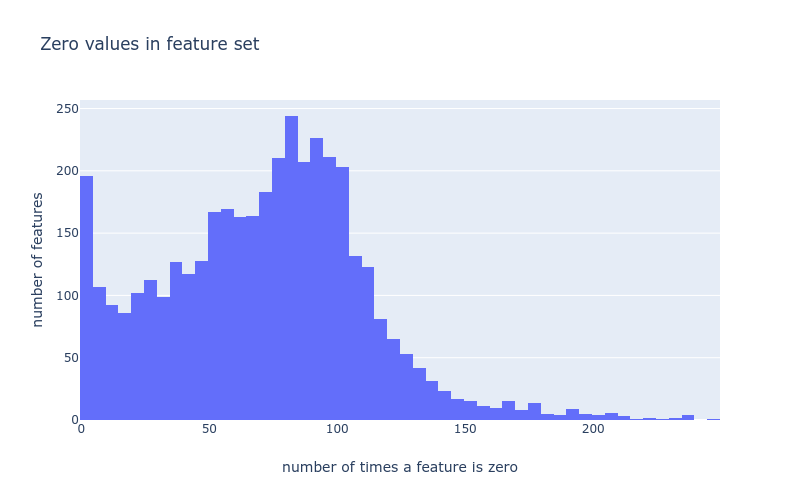 Zero values in feature set
250
200
150
100
50
0
number of features
0 50 100 150 200
number of times a feature is zero